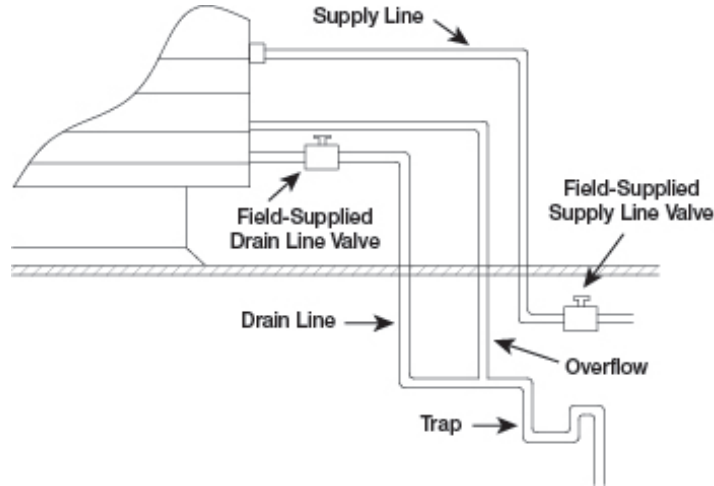 Supply Line
Field-Supplied
Drain Line Valve
Field-Supplied
Supply Line Valve
Drain Line
Overflow
Trap